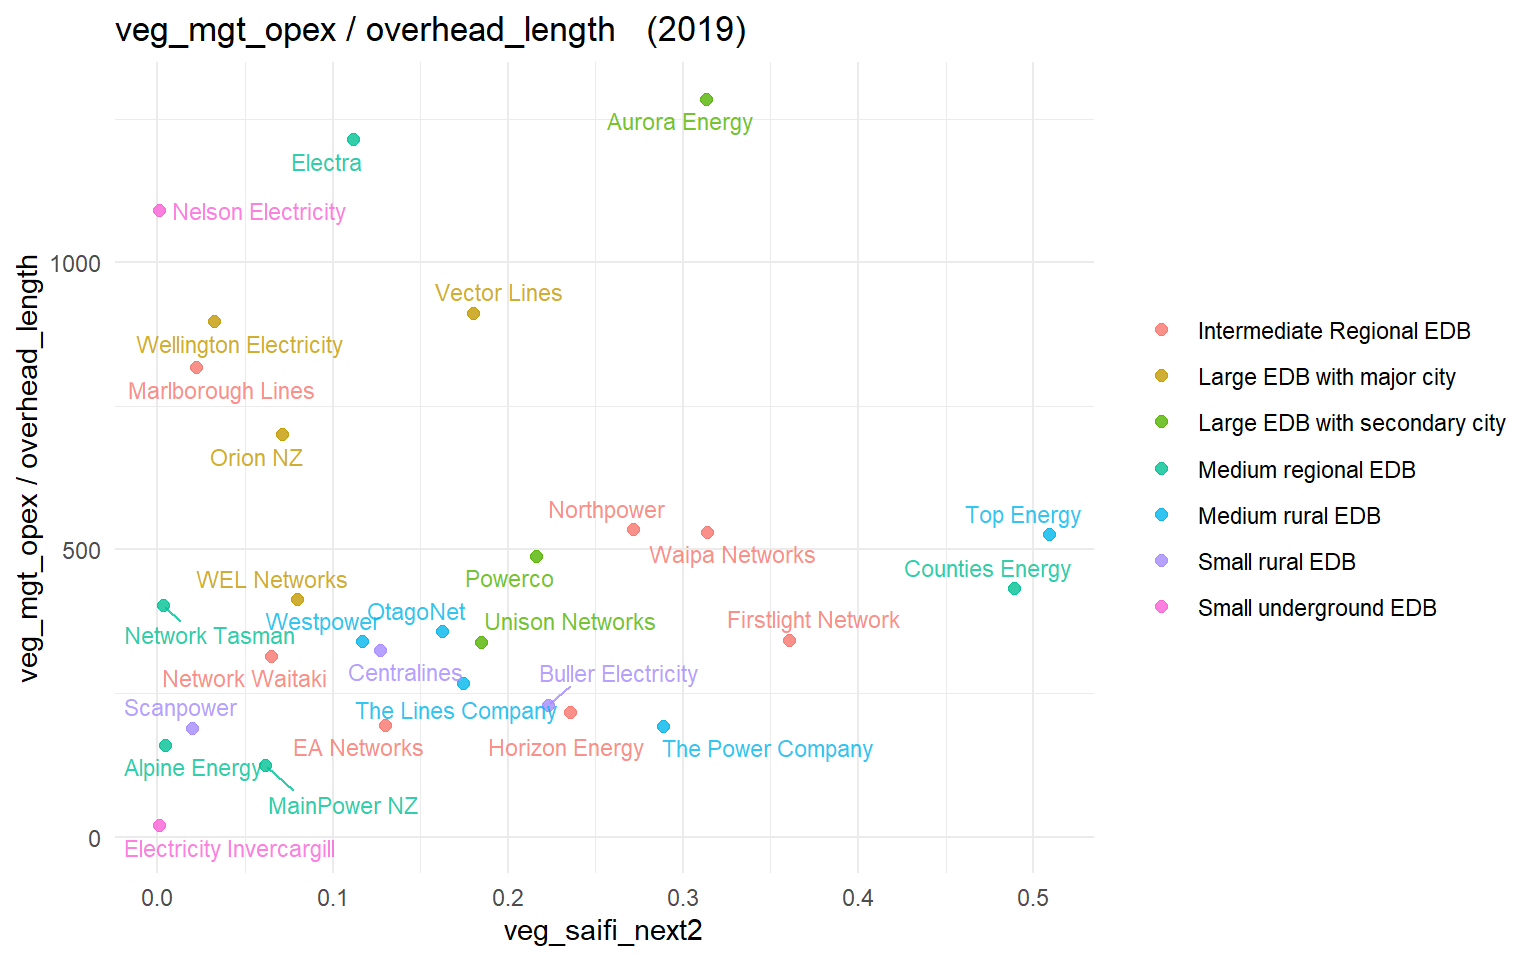 veg_mgt_opex / overhead_length (2019)
veg_mgt_opex / overhead_length
1000
500
0
Aurora Energy
Electra
Nelson Electricity
Vector Lines
Wellington Electricity
Marlborough Lines
Orion NZ
Northpower
Top Energy
Waipa Networks
Counties Energy
WEL Networks
Powerco
OtagoNet
Westpower
Unison Networks
Firstlight Network
Network Tasman
Centralines
Buller Electricity
Network Waitaki
Scanpower
The Lines Company
EA Networks
Horizon Energy
The Power Company
Alpine Energy
MainPower NZ
Electricity Invercargill
0.0
0.1
0.2
0.3
0.4
0.5
veg_saifi_next2
Intermediate Regional EDB
Large EDB with major city
Large EDB with secondary city
Medium regional EDB
Medium rural EDB
Small rural EDB
Small underground EDB